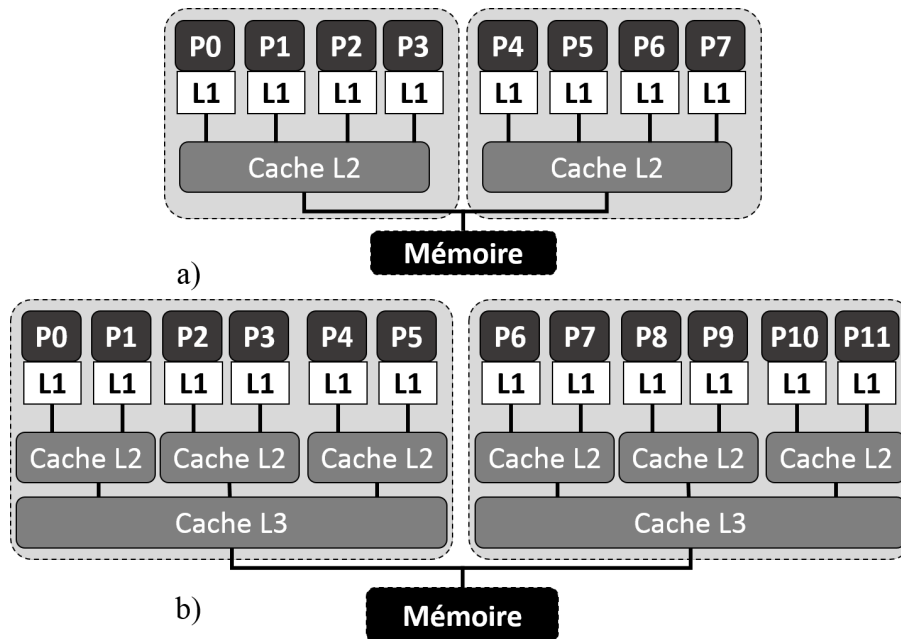 P0 P1 P2 P3 P4 P5 P6 P7
L1 L1 L1 L1 L1 L1 L1 L1
Cache L2 Cache L2
Mémoire
a)
P0 P1 P2 P3 P4 P5 P6 P7 P8 P9 P10 P11
L1 L1 L1 L1 L1 L1 L1 L1 L1 L1 L1 L1
Cache L2 Cache L2 Cache L2 Cache L2 Cache L2 Cache L2
Cache L3 Cache L3
b)
Mémoire